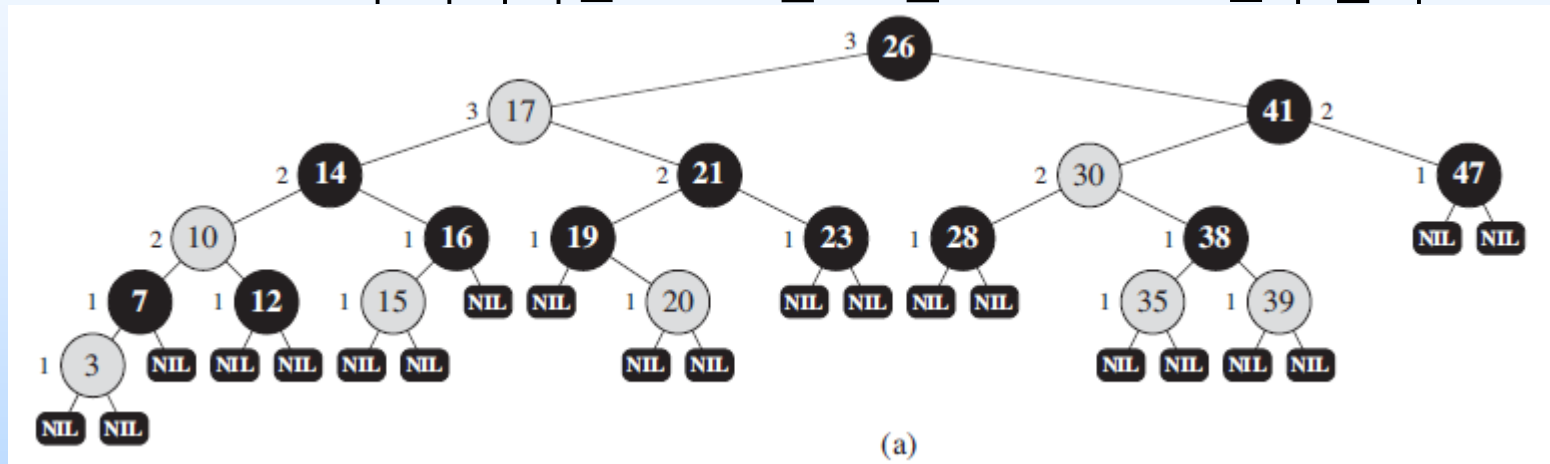 3 26
3 17 41 2
2 14 2 21 2 30 1 47
2 10 1 16 1 19 1 23 1 28 1 38 NIL NIL
1 7 1 12 1 15 NIL NIL 1 20 NIL NIL NIL NIL 1 35 1 39
1 3 NIL NIL NIL NIL NIL NIL NIL NIL NIL NIL NIL
NIL NIL
(a)